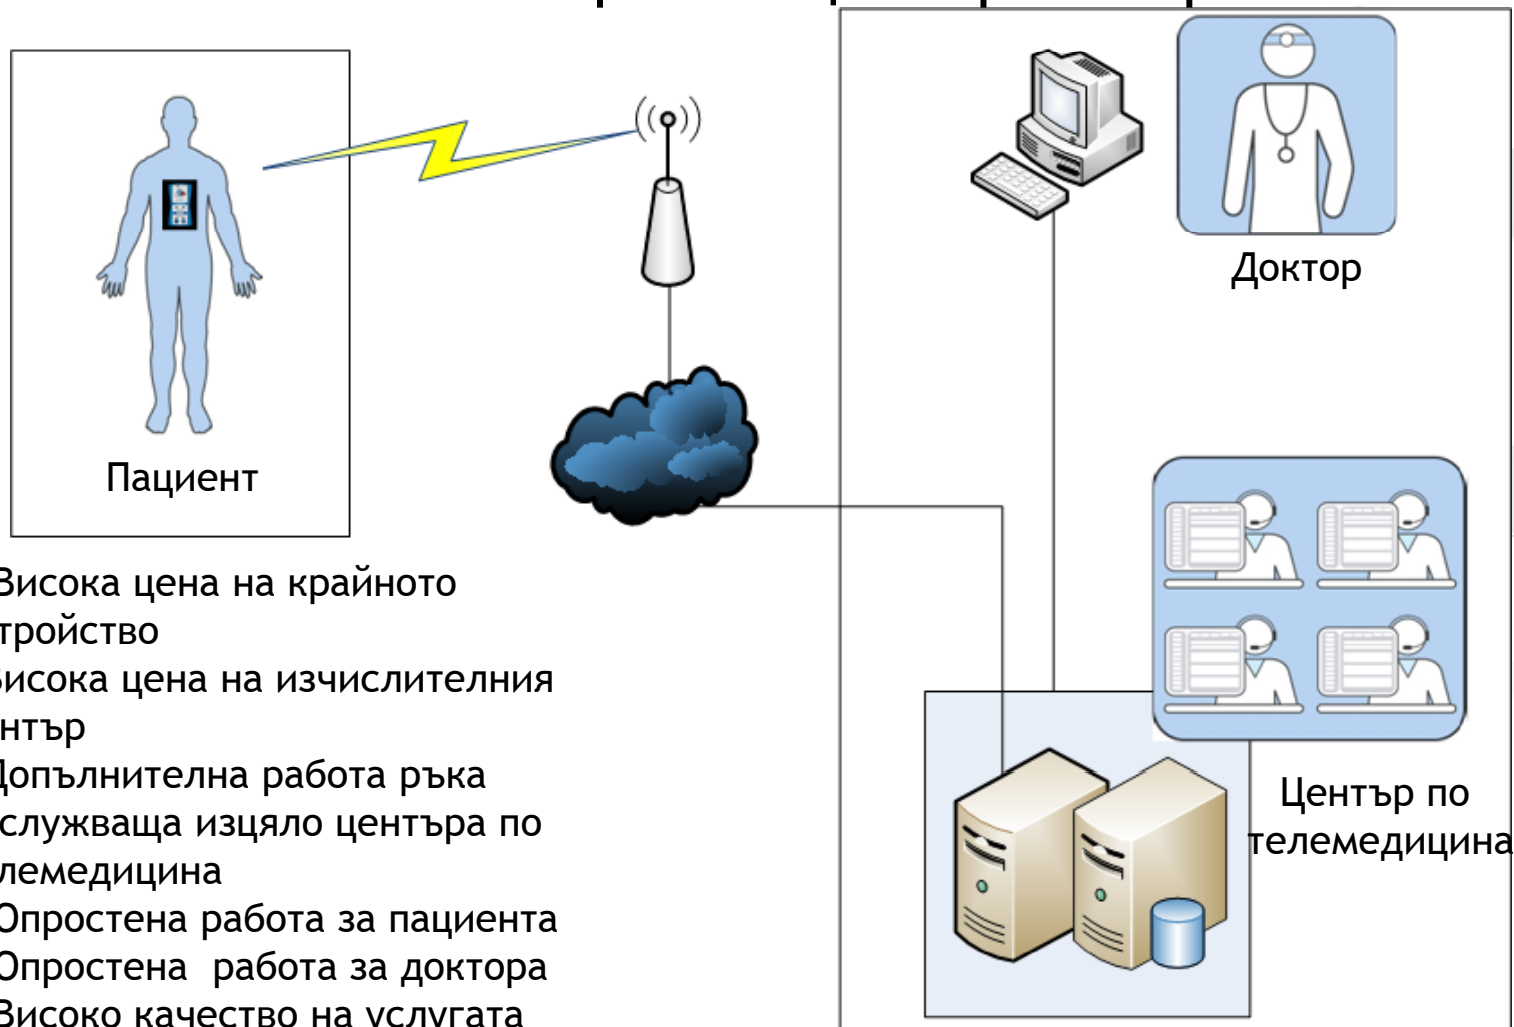 Доктор
Пациент
Висока цена на крайното
тройство
Висока цена на изчислителния
нтър
Допълнителна работа ръка
служваща изцяло центъра по
лемедицина
Опростена работа за пациента
Опростена работа за доктора
Високо качество на услугата
Център по
телемедицина